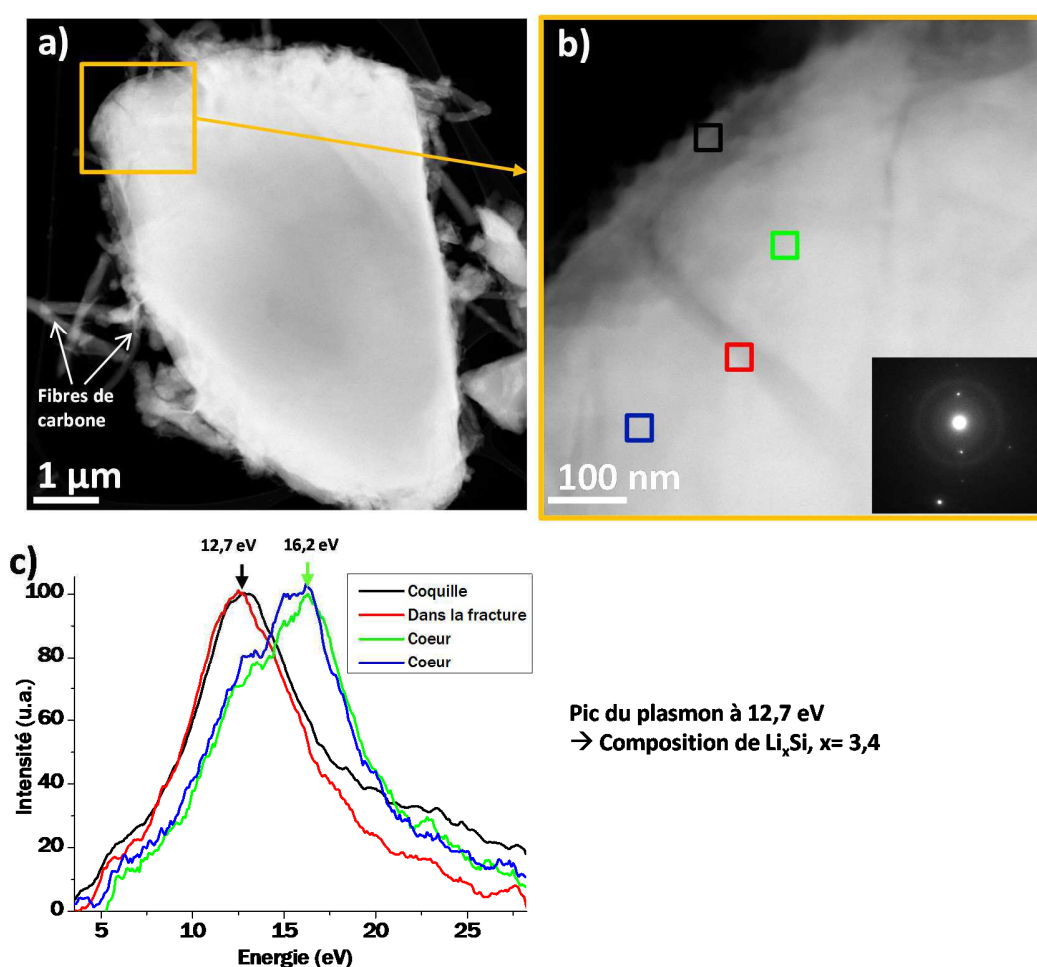 a)
Fibres de
carbone
1 µm
b)
100 nm
c)
12,7 eV
16,2 eV
Coquille
Dans la fracture
Coeur
Coeur
100
80
60
40
20
0
Intensité (u.a.)
5
10
15
20
25
Energie (eV)
Pic du plasmon à 12,7 eV
→ Composition de LiₓSi, x= 3,4